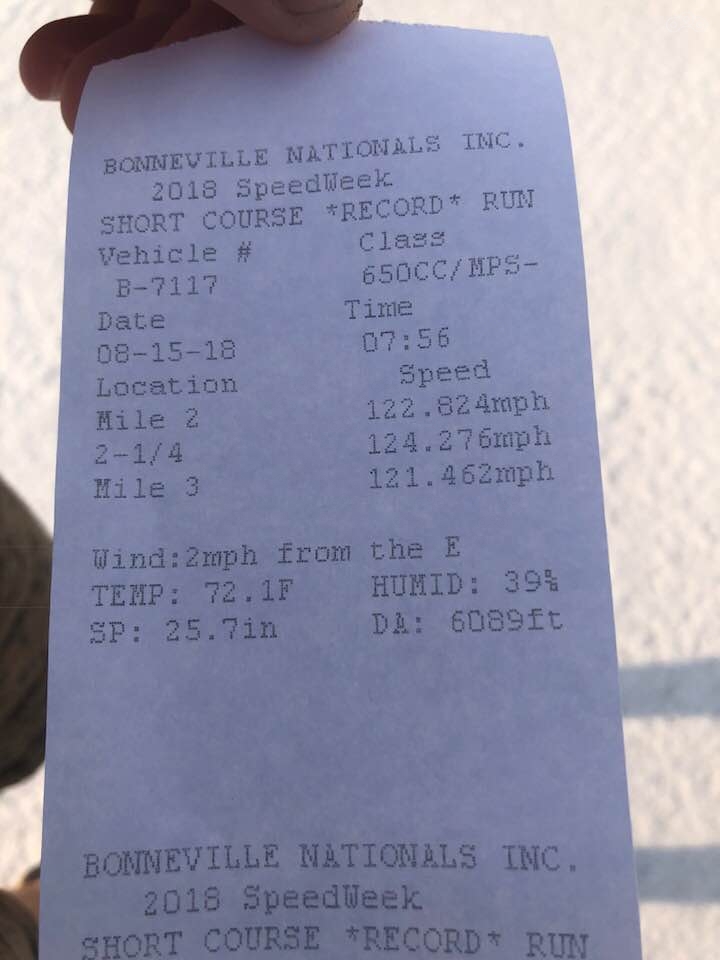 BONNEVILLE NATIONALS INC.
2018 SpeedWeek
SHORT COURSE *RECORD* RUN
Vehicle # Class
B-7117 650CC/MPS-
Date Time
08-15-18 07:56
Location Speed
Mile 2 122.824mph
2-1/4 124.276mph
Mile 3 121.462mph
Wind:2mph from the E
TEMP: 72.1F HUMID: 39%
SP: 25.7in DA: 6089ft
BONNEVILLE NATIONALS INC.
2018 SpeedWeek
SHORT COURSE *RECORD* RUN